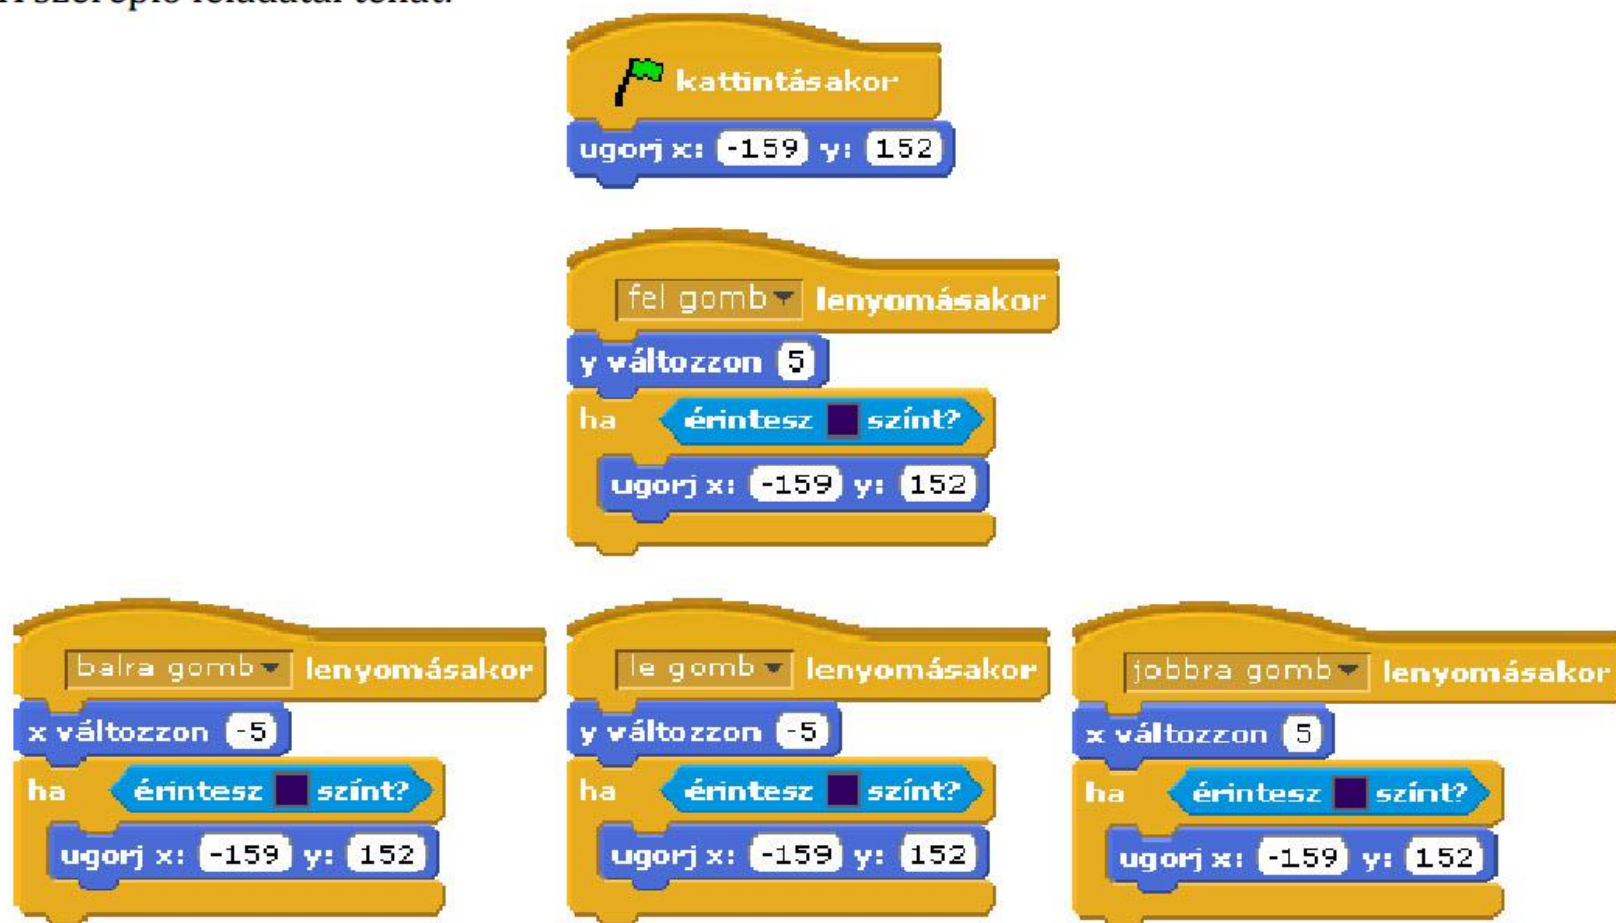 kattintásakor
ugorj x: -159 y: 152
fel gomb lenyomásakor
y változzon 5
ha érintesz színt?
ugorj x: -159 y: 152
balra gomb lenyomásakor
x változzon -5
ha érintesz színt?
ugorj x: -159 y: 152
le gomb lenyomásakor
y változzon -5
ha érintesz színt?
ugorj x: -159 y: 152
jobbra gomb lenyomásakor
x változzon 5
ha érintesz színt?
ugorj x: -159 y: 152